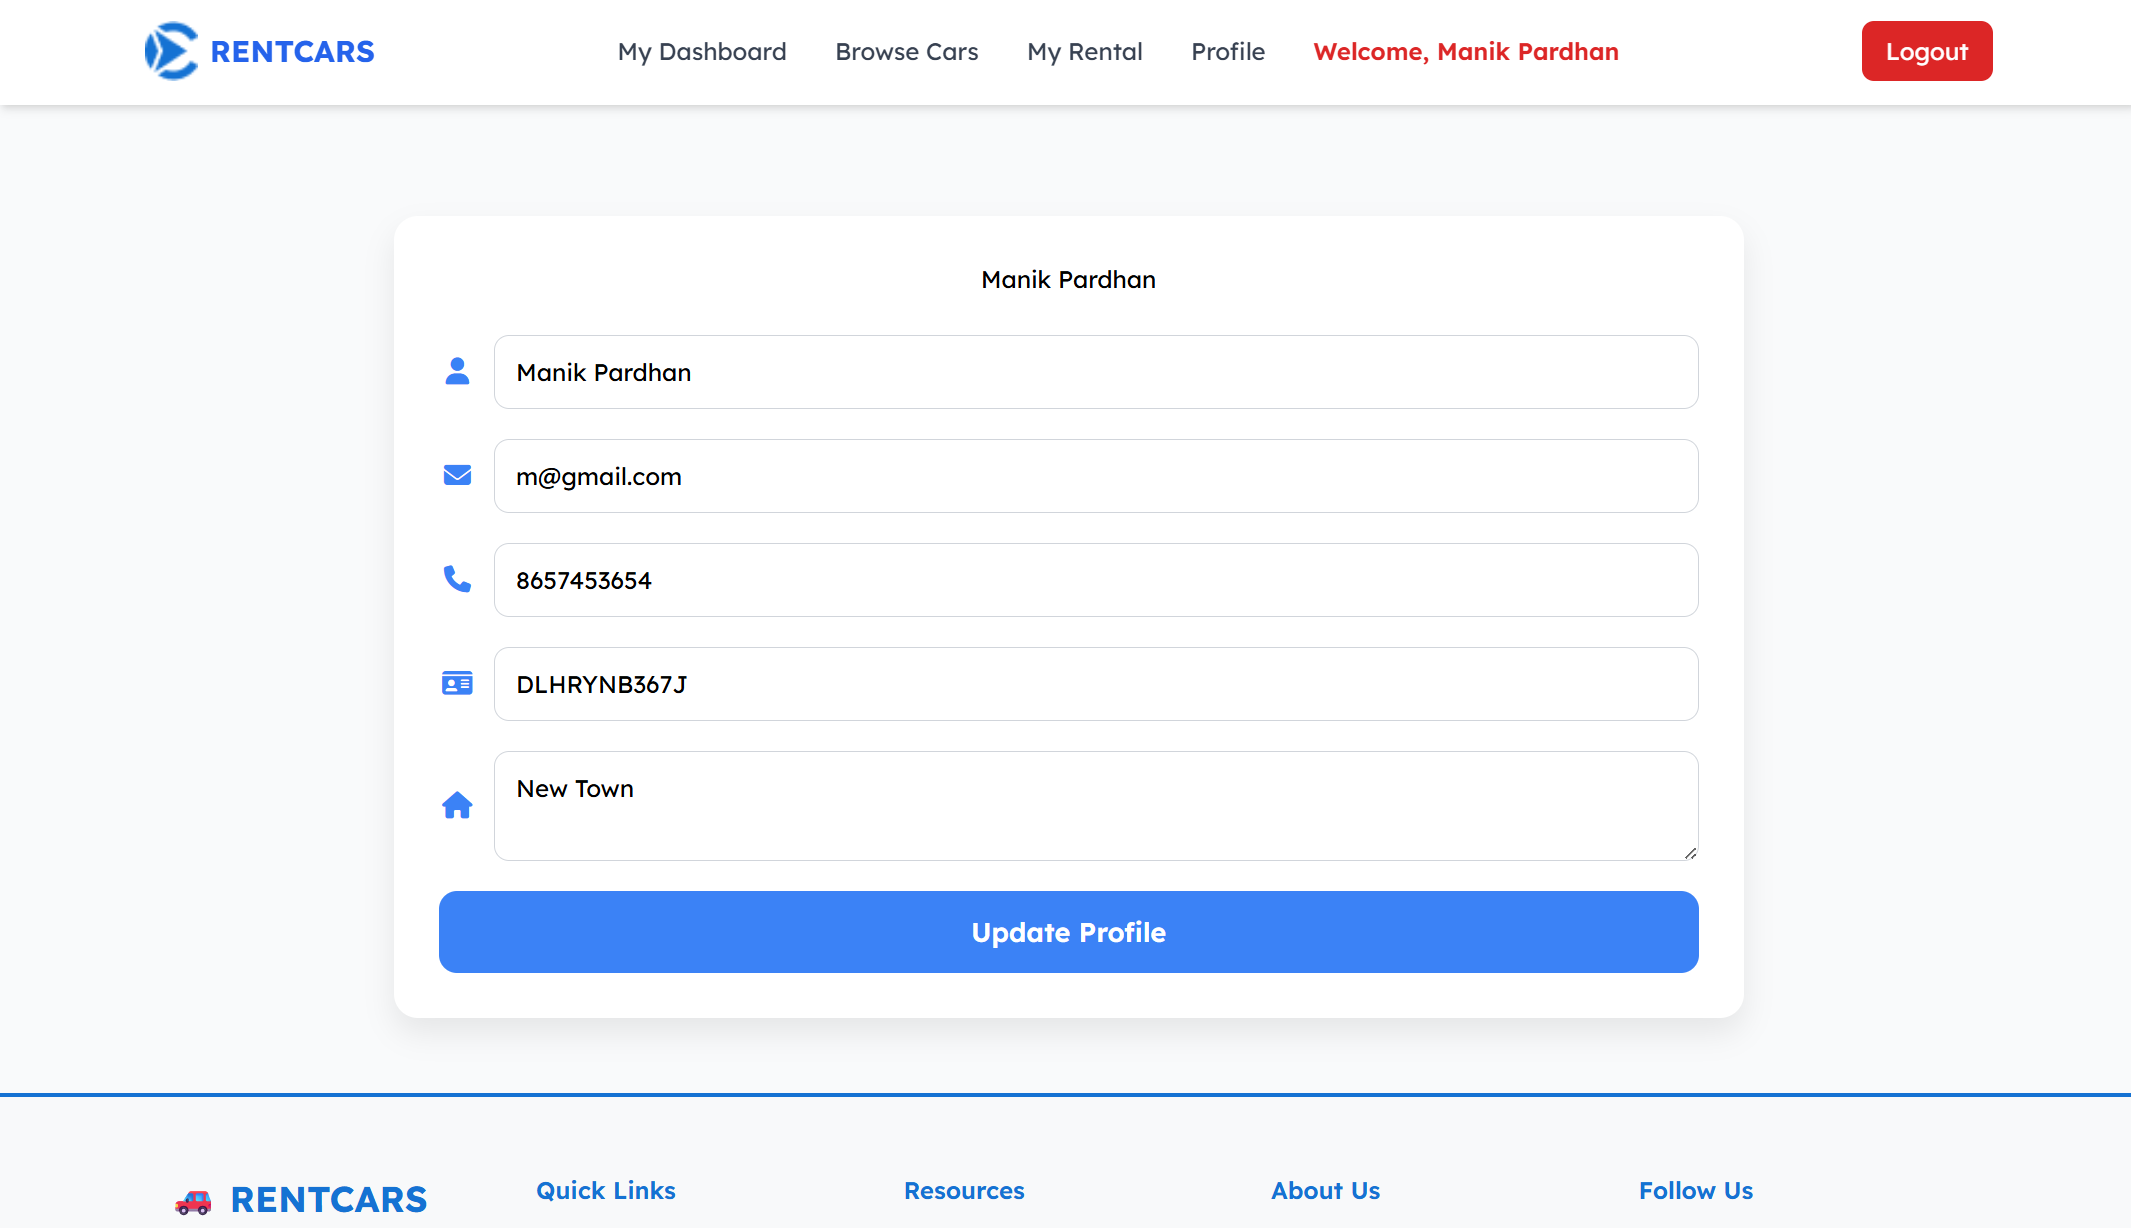 RENTCARS
My Dashboard
Browse Cars
My Rental
Profile
Welcome, Manik Pardhan
Logout
Manik Pardhan
Manik Pardhan
m@gmail.com
8657453654
DLHRYNB367J
New Town
Update Profile
RENTCARS
Quick Links
Resources
About Us
Follow Us